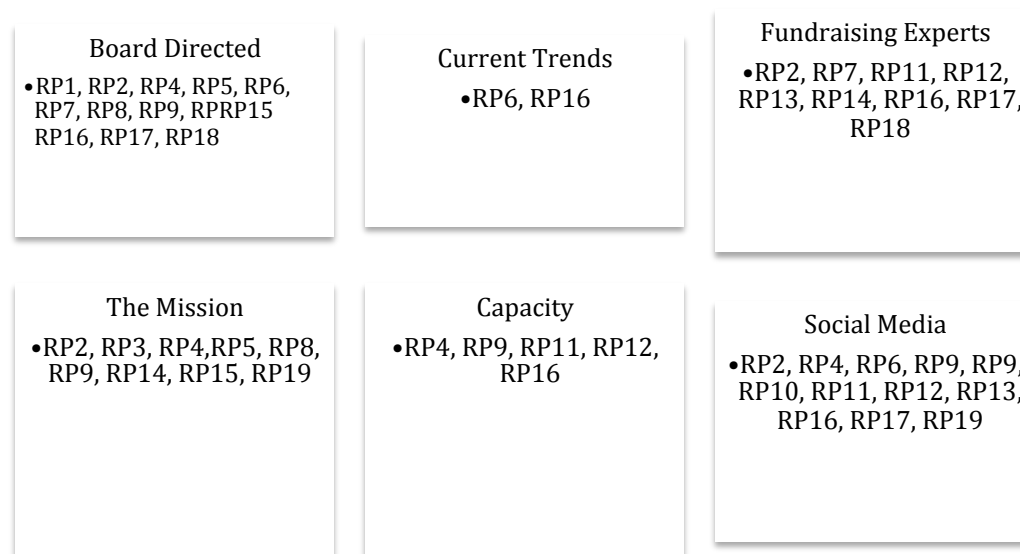 Board Directed
•RP1, RP2, RP4, RP5, RP6,
RP7, RP8, RP9, RPRP15
RP16, RP17, RP18
Current Trends
•RP6, RP16
Fundraising Experts
•RP2, RP7, RP11, RP12,
RP13, RP14, RP16, RP17,
RP18
The Mission
•RP2, RP3, RP4,RP5, RP8,
RP9, RP14, RP15, RP19
Capacity
•RP4, RP9, RP11, RP12,
RP16
Social Media
•RP2, RP4, RP6, RP9, RP9,
RP10, RP11, RP12, RP13,
RP16, RP17, RP19